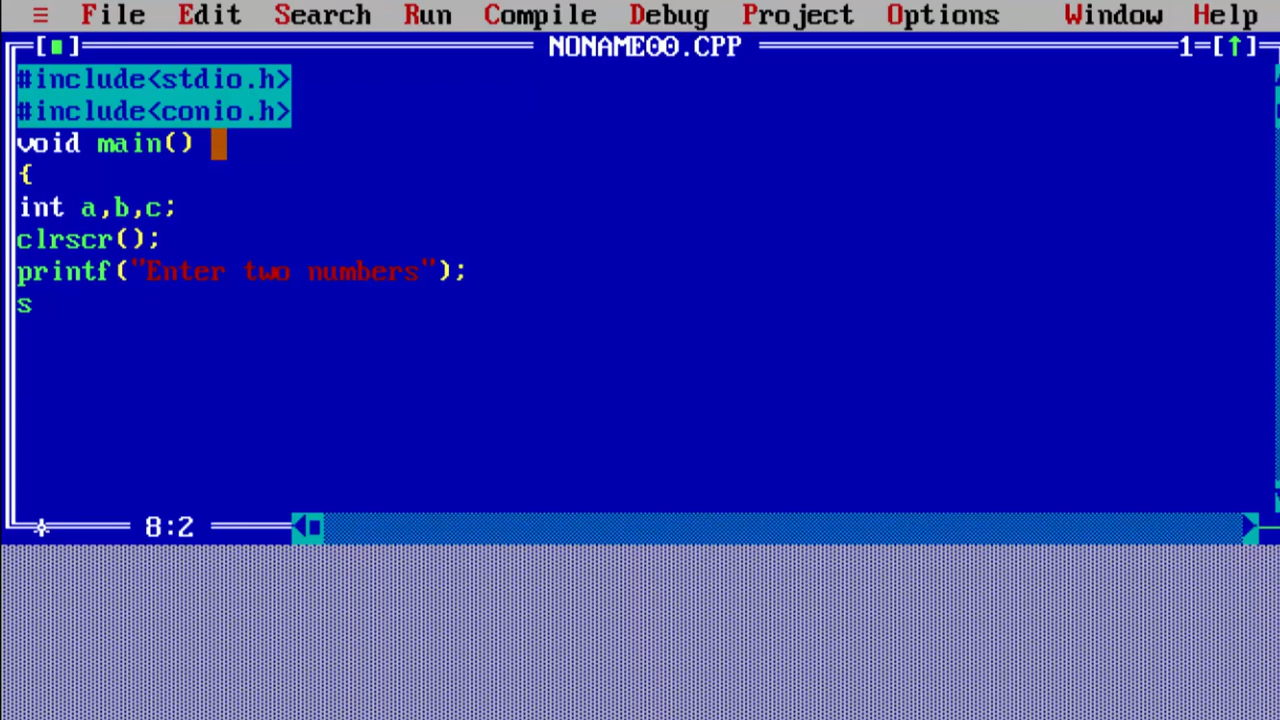 ≡ File Edit Search Run Compile Debug Project Options Window Help
[■] NONAME00.CPP 1=[↑]
#include<stdio.h>
#include<conio.h>
void main()
{
int a,b,c;
clrscr();
printf("Enter two numbers");
s
8:2